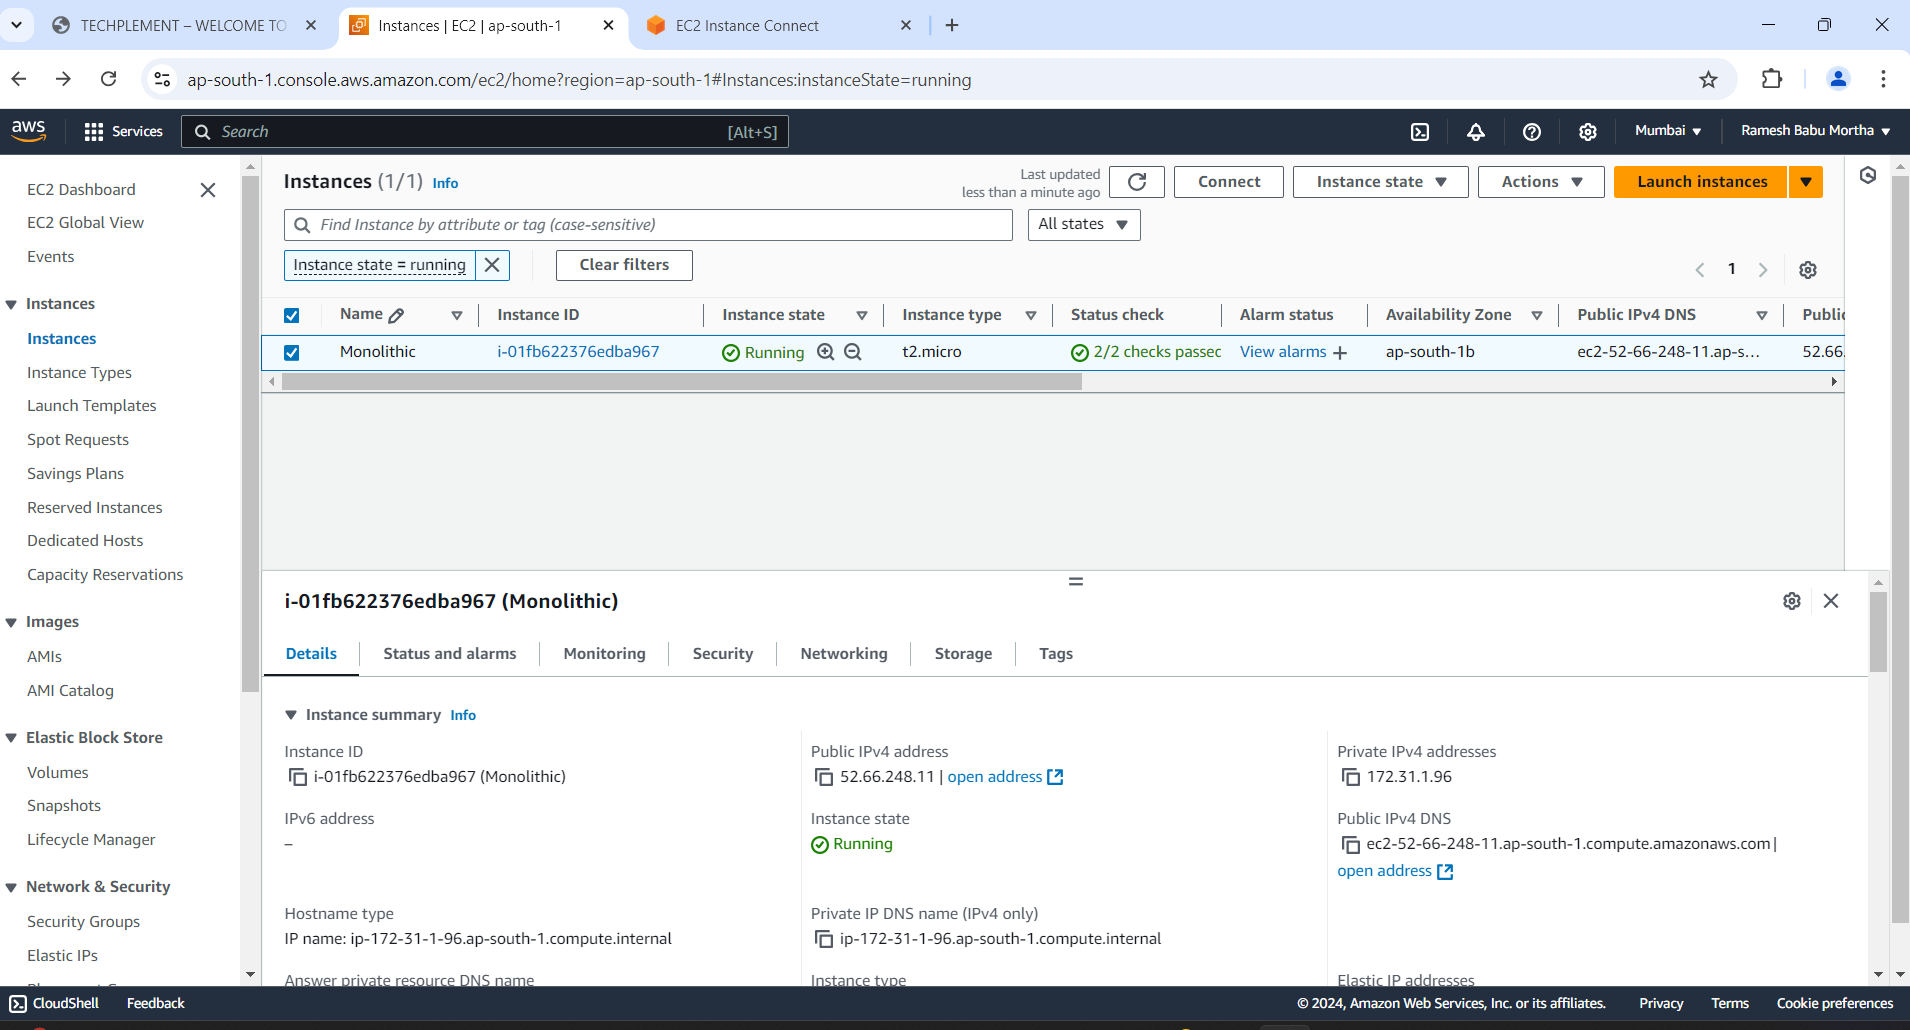 TECHPLEMENT – WELCOME TO
Instances | EC2 | ap-south-1
EC2 Instance Connect
ap-south-1.console.aws.amazon.com/ec2/home?region=ap-south-1#Instances:instanceState=running
aws
Services
Search
[Alt+S]
Mumbai
Ramesh Babu Mortha
EC2 Dashboard
EC2 Global View
Events
Instances
Instances
Instance Types
Launch Templates
Spot Requests
Savings Plans
Reserved Instances
Dedicated Hosts
Capacity Reservations
Images
AMIs
AMI Catalog
Elastic Block Store
Volumes
Snapshots
Lifecycle Manager
Network & Security
Security Groups
Elastic IPs
Instances (1/1) Info
Last updated
less than a minute ago
Connect
Instance state
Actions
Launch instances
Find Instance by attribute or tag (case-sensitive)
All states
Instance state = running
Clear filters
1
Name
Instance ID
Instance state
Instance type
Status check
Alarm status
Availability Zone
Public IPv4 DNS
Public
Monolithic
i-01fb622376edba967
Running
t2.micro
2/2 checks passec
View alarms +
ap-south-1b
ec2-52-66-248-11.ap-s...
52.66.
i-01fb622376edba967 (Monolithic)
Details
Status and alarms
Monitoring
Security
Networking
Storage
Tags
Instance summary Info
Instance ID
i-01fb622376edba967 (Monolithic)
Public IPv4 address
52.66.248.11 | open address
Private IPv4 addresses
172.31.1.96
IPv6 address
–
Instance state
Running
Public IPv4 DNS
ec2-52-66-248-11.ap-south-1.compute.amazonaws.com |
open address
Hostname type
IP name: ip-172-31-1-96.ap-south-1.compute.internal
Private IP DNS name (IPv4 only)
ip-172-31-1-96.ap-south-1.compute.internal
Answer private resource DNS name
Instance type
Elastic IP addresses
CloudShell
Feedback
© 2024, Amazon Web Services, Inc. or its affiliates.
Privacy
Terms
Cookie preferences